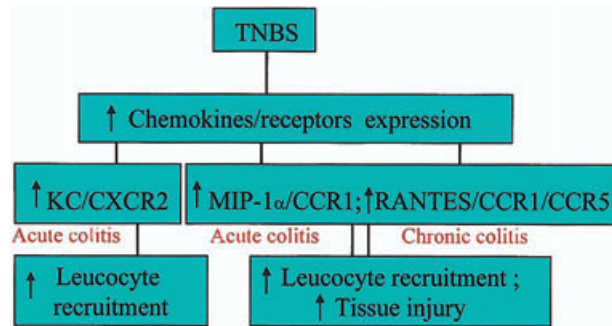 TNBS
↑ Chemokines/receptors expression
↑ KC/CXCR2
↑ MIP-1α/CCR1;↑RANTES/CCR1/CCR5
Acute colitis
Acute colitis
Chronic colitis
↑ Leucocyte
recruitment
↑ Leucocyte recruitment ;
↑ Tissue injury